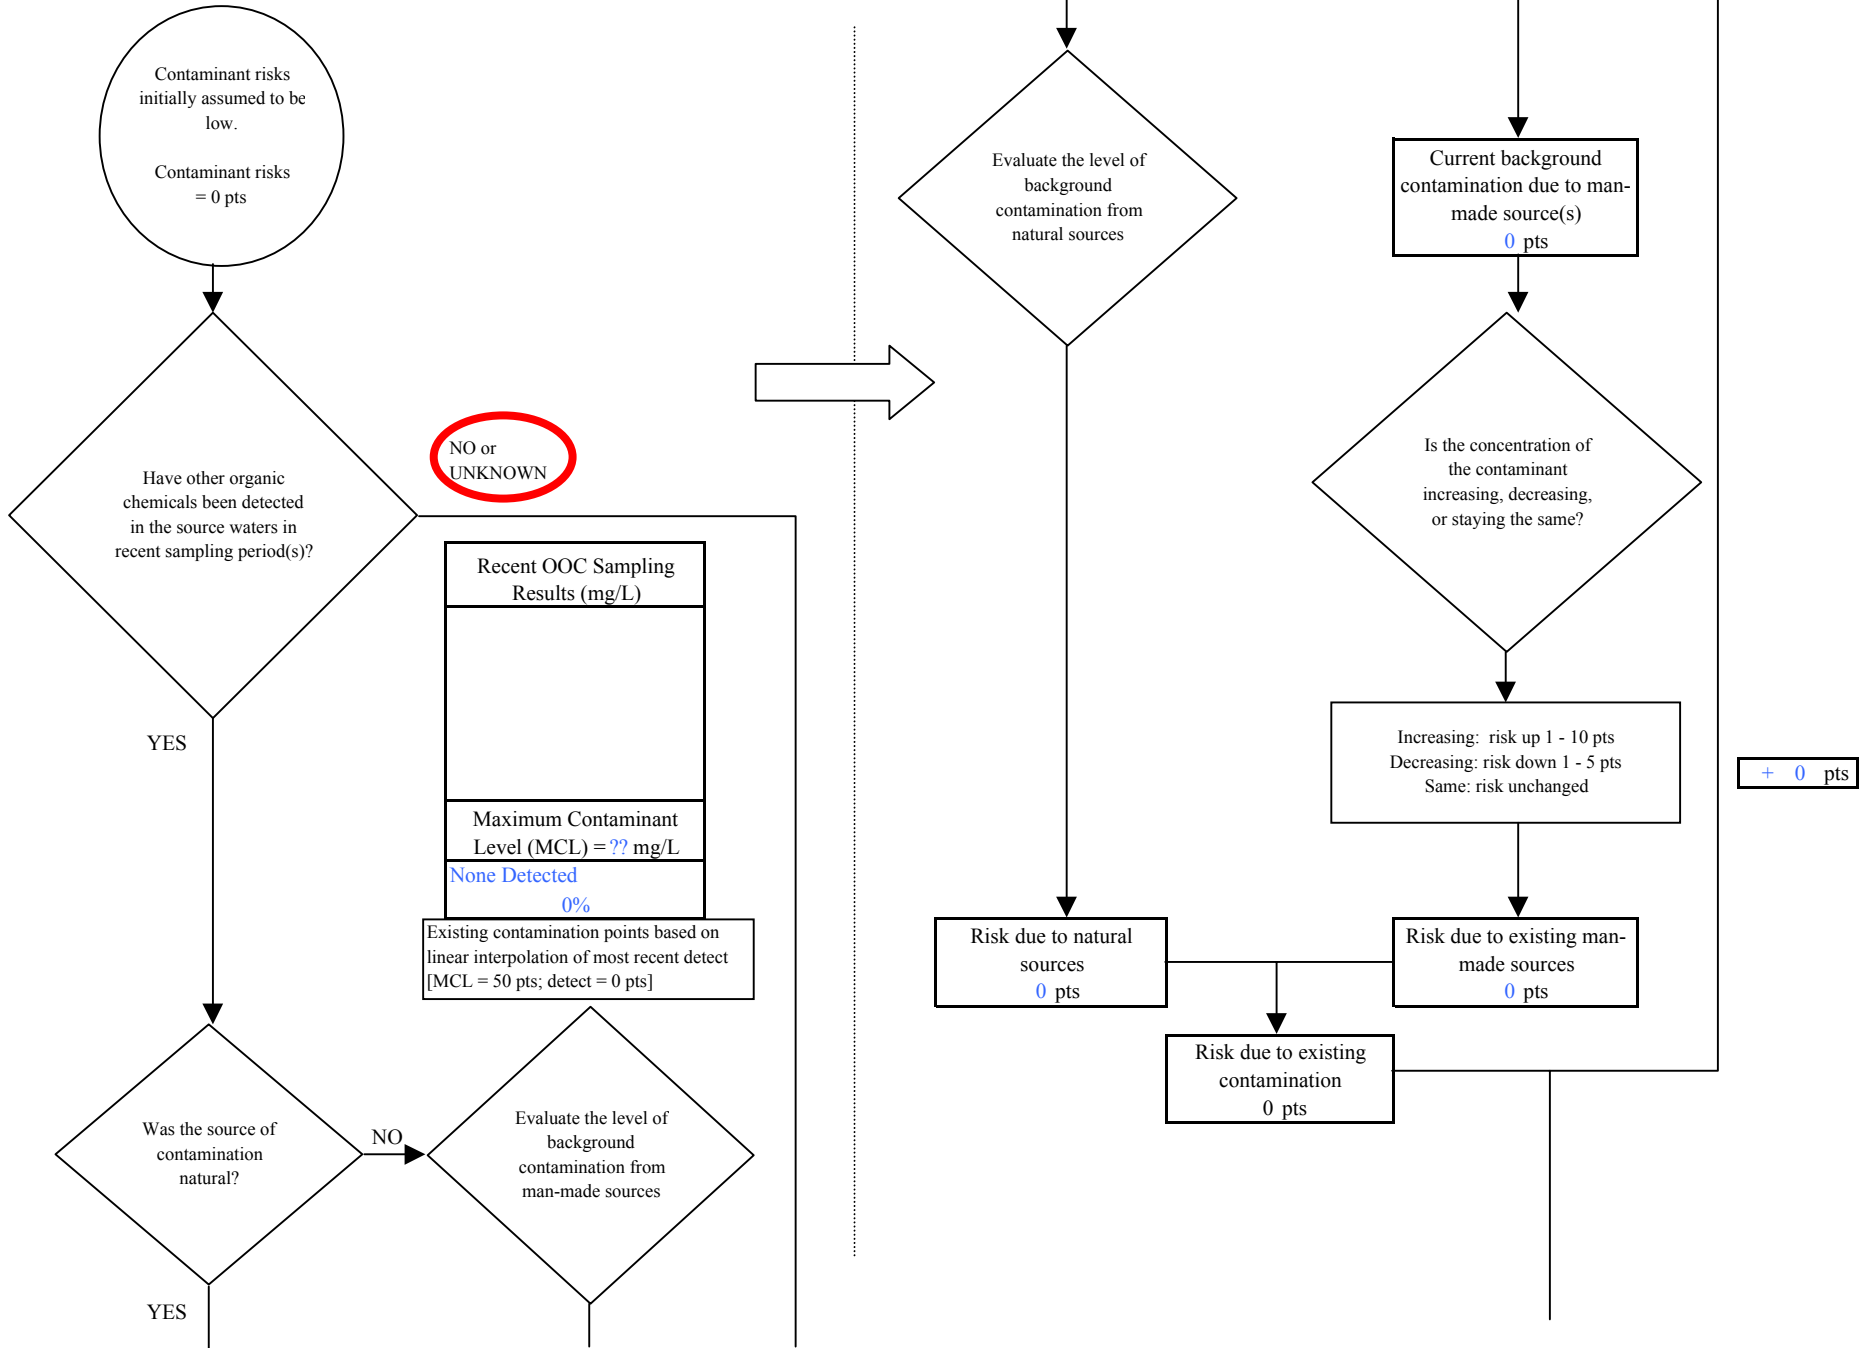 Contaminant risks
initially assumed to be
low.
Contaminant risks
= 0 pts
Have other organic
chemicals been detected
in the source waters in
recent sampling period(s)?
NO or
UNKNOWN
YES
Recent OOC Sampling
Results (mg/L)
Maximum Contaminant
Level (MCL) = ?? mg/L
None Detected
0%
Existing contamination points based on
linear interpolation of most recent detect
[MCL = 50 pts; detect = 0 pts]
Was the source of
contamination
natural?
NO
YES
Evaluate the level of
background
contamination from
man-made sources
Evaluate the level of
background
contamination from
natural sources
Current background
contamination due to man-
made source(s)
0 pts
Is the concentration of
the contaminant
increasing, decreasing,
or staying the same?
Increasing: risk up 1 - 10 pts
Decreasing: risk down 1 - 5 pts
Same: risk unchanged
+ 0 pts
Risk due to natural
sources
0 pts
Risk due to existing man-
made sources
0 pts
Risk due to existing
contamination
0 pts